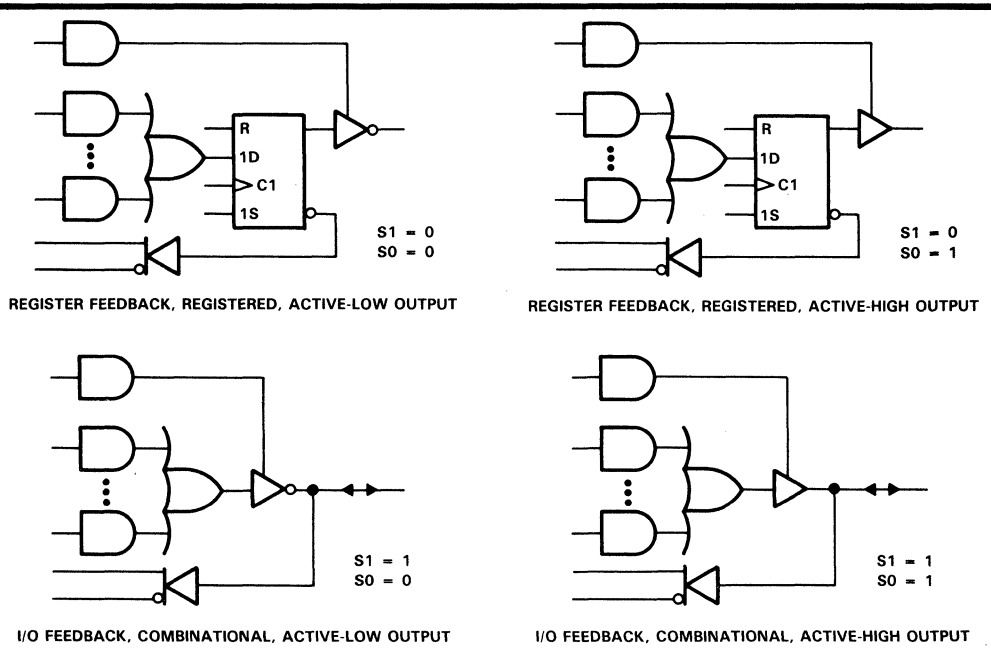 R
1D
C1
1S
S1 = 0
S0 = 0
REGISTER FEEDBACK, REGISTERED, ACTIVE-LOW OUTPUT
R
1D
C1
1S
S1 = 0
S0 = 1
REGISTER FEEDBACK, REGISTERED, ACTIVE-HIGH OUTPUT
S1 = 1
S0 = 0
I/O FEEDBACK, COMBINATIONAL, ACTIVE-LOW OUTPUT
S1 = 1
S0 = 1
I/O FEEDBACK, COMBINATIONAL, ACTIVE-HIGH OUTPUT